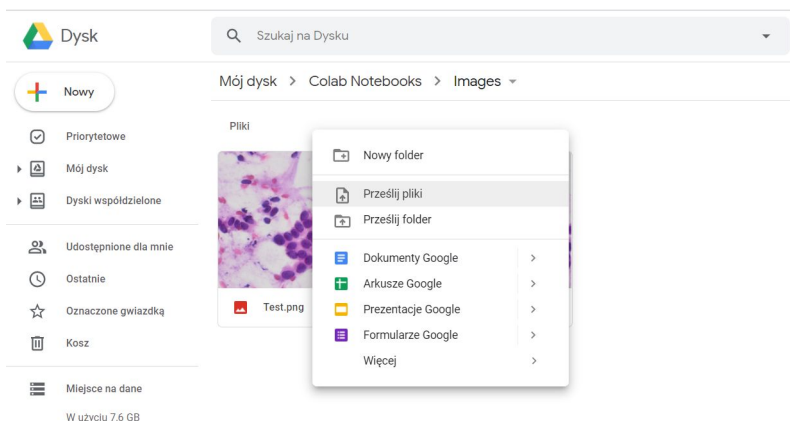 Dysk
Szukaj na Dysku
Nowy
Mój dysk > Colab Notebooks > Images
Priorytetowe
Mój dysk
Dyski współdzielone
Udostępnione dla mnie
Ostatnie
Oznaczone gwiazdką
Kosz
Miejsce na dane
W użyciu 7,6 GB
Pliki
Test.png
Nowy folder
Prześlij pliki
Prześlij folder
Dokumenty Google
Arkusze Google
Prezentacje Google
Formularze Google
Więcej